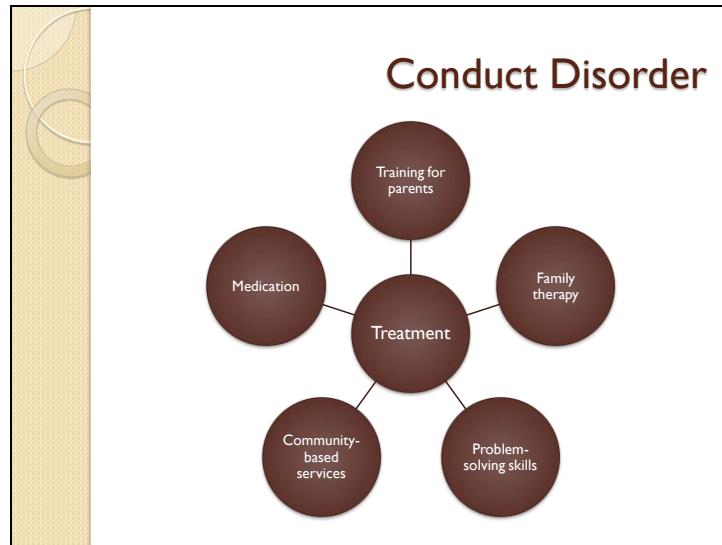 Conduct Disorder
Training for
parents
Family
therapy
Problem-
solving skills
Community-
based
services
Medication
Treatment